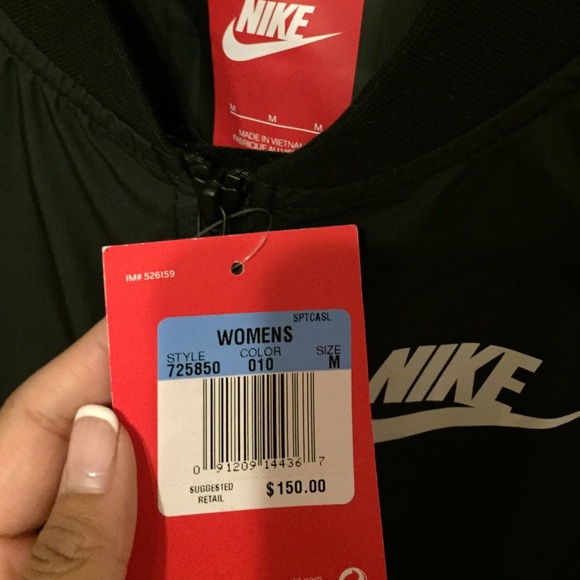 NIKE
M M M
MADE IN VIETNAM
IM# 526159
SPTCASL
WOMENS
STYLE COLOR SIZE
725850 010 M
0 91209 14436 7
SUGGESTED
RETAIL
$150.00
NIKE